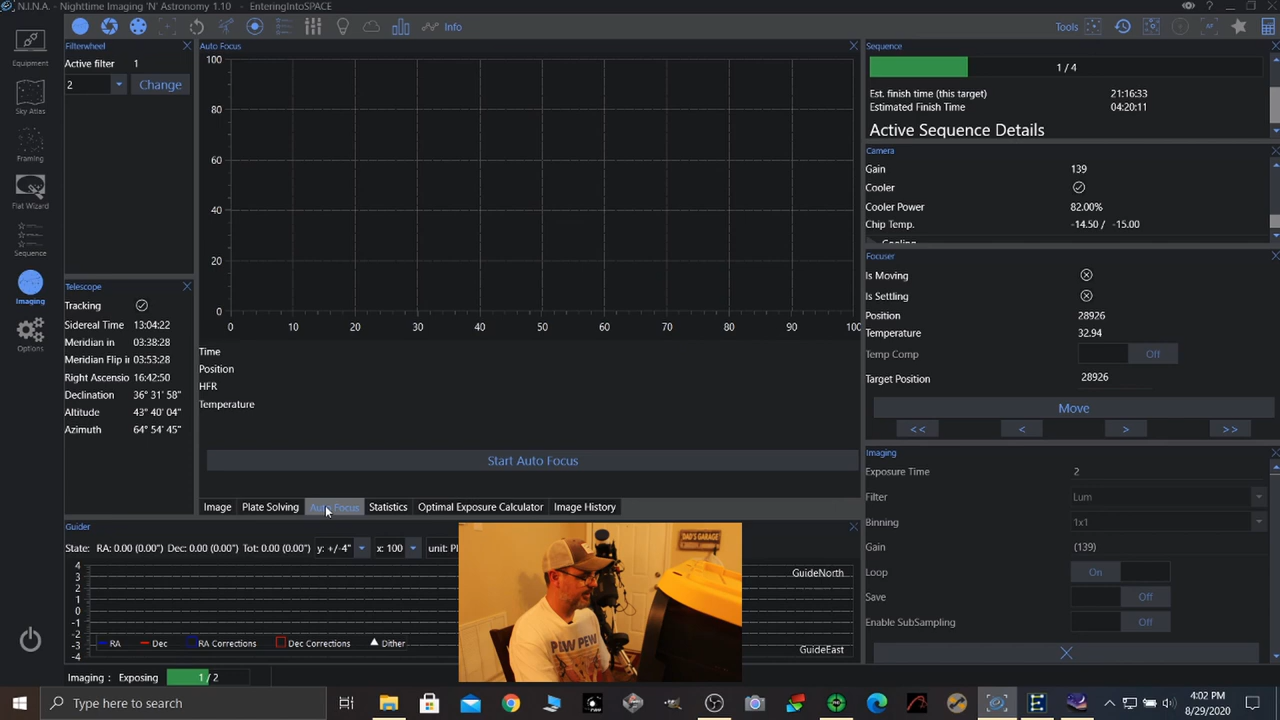 N.I.N.A. - Nighttime Imaging 'N' Astronomy 1.10 - EnteringIntoSPACE
Info
Tools
Equipment
Sky Atlas
Framing
Flat Wizard
Sequence
Imaging
Options
Filterwheel
Active filter 1
2 Change
Telescope
Tracking
Sidereal Time 13:04:22
Meridian in 03:38:28
Meridian Flip i 03:53:28
Right Ascensio 16:42:50
Declination 36° 31' 58"
Altitude 43° 40' 04"
Azimuth 64° 54' 45"
Auto Focus
100
80
60
40
20
0
0 10 20 30 40 50 60 70 80 90 100
Time
Position
HFR
Temperature
Start Auto Focus
Image Plate Solving Auto Focus Statistics Optimal Exposure Calculator Image History
Guider
State: RA: 0.00 (0.00") Dec: 0.00 (0.00") Tot: 0.00 (0.00") y: +/-4" x: 100 unit:
4
3
2
1
0
-1
-2
-3
-4
GuideNorth
GuideEast
RA Dec RA Corrections Dec Corrections Dither
DAD'S GARAGE
PEW PEW
Sequence
1 / 4
Est. finish time (this target) 21:16:33
Estimated Finish Time 04:20:11
Active Sequence Details
Camera
Gain 139
Cooler
Cooler Power 82.00%
Chip Temp. -14.50 / -15.00
Cooling
Focuser
Is Moving
Is Settling
Position 28926
Temperature 32.94
Temp Comp Off
Target Position 28926
Move
<< < > >>
Imaging
Exposure Time 2
Filter Lum
Binning 1x1
Gain (139)
Loop On
Save Off
Enable SubSampling Off
Imaging : Exposing 1 / 2
Type here to search
4:02 PM
8/29/2020